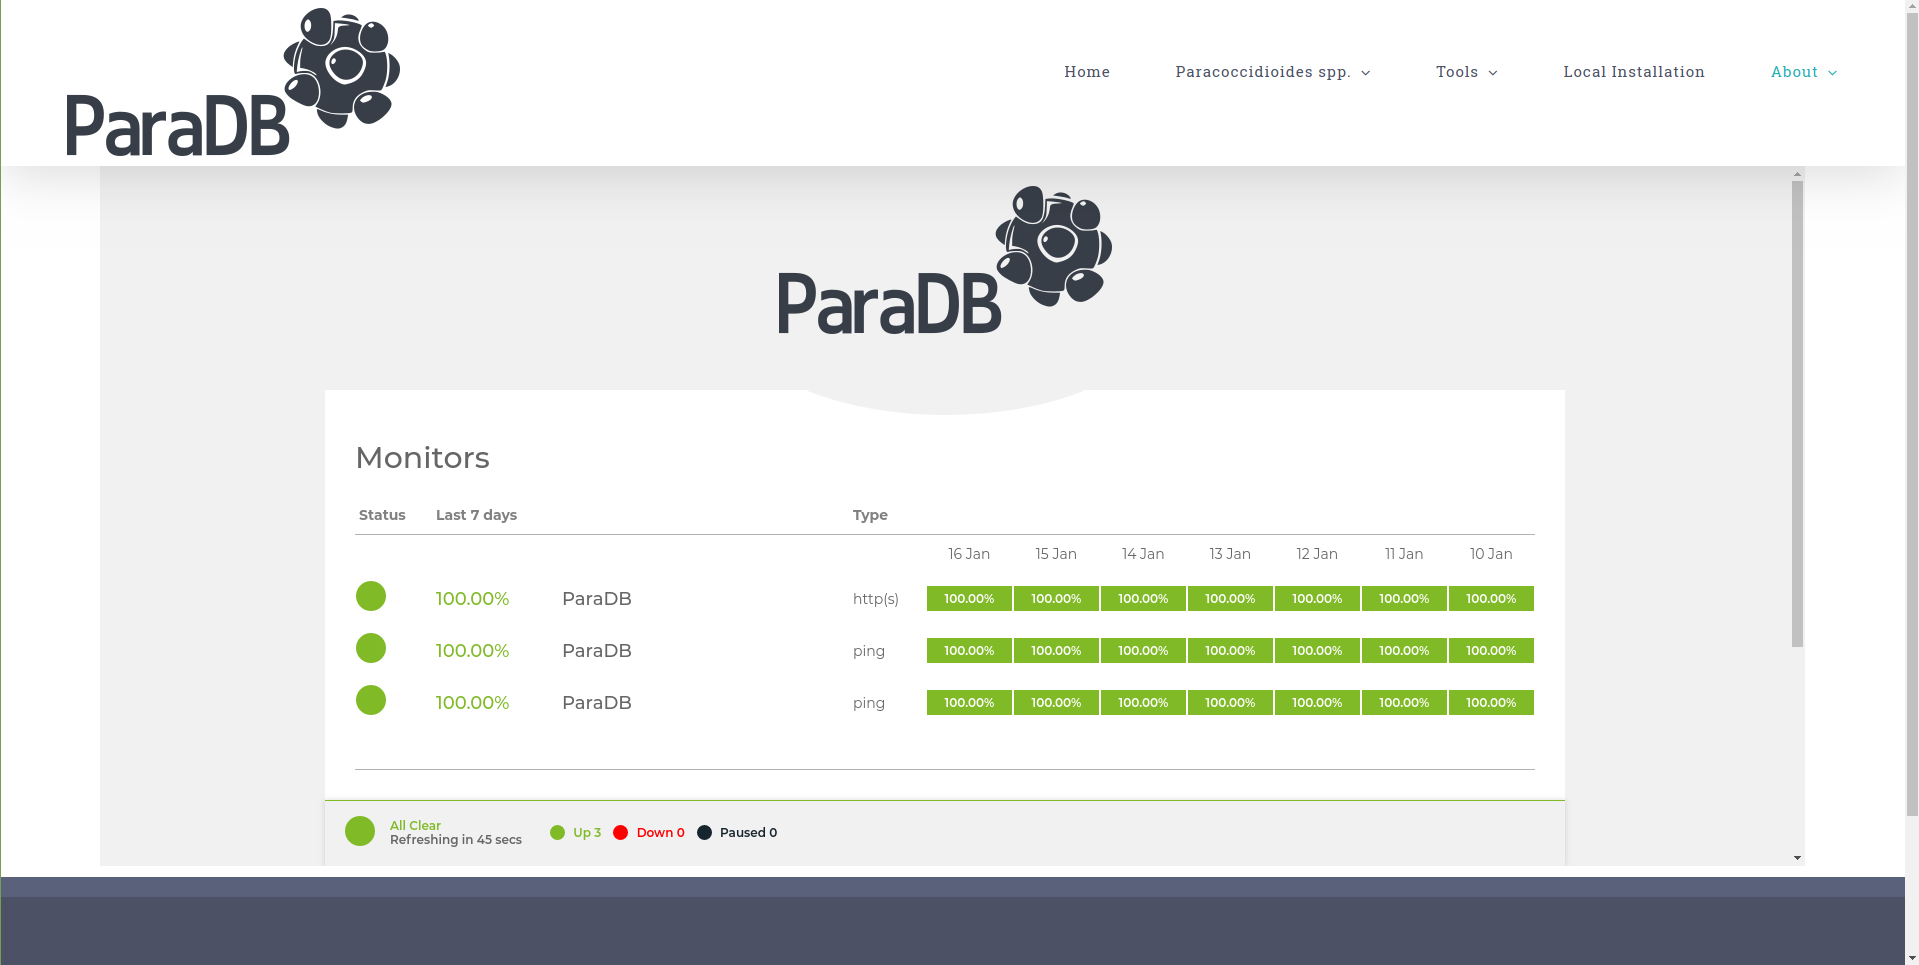 ParaDB
Home Paracoccidioides spp. Tools Local Installation About
ParaDB
Monitors
Status Last 7 days Type
16 Jan 15 Jan 14 Jan 13 Jan 12 Jan 11 Jan 10 Jan
100.00% ParaDB http(s) 100.00% 100.00% 100.00% 100.00% 100.00% 100.00% 100.00%
100.00% ParaDB ping 100.00% 100.00% 100.00% 100.00% 100.00% 100.00% 100.00%
100.00% ParaDB ping 100.00% 100.00% 100.00% 100.00% 100.00% 100.00% 100.00%
All Clear
Refreshing in 45 secs
Up 3 Down 0 Paused 0